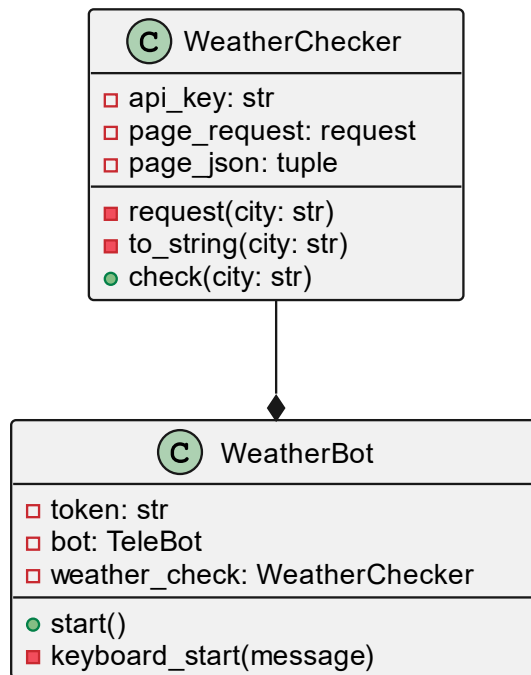 C WeatherChecker
api_key: str
page_request: request
page_json: tuple
request(city: str)
to_string(city: str)
check(city: str)
C WeatherBot
token: str
bot: TeleBot
weather_check: WeatherChecker
start()
keyboard_start(message)